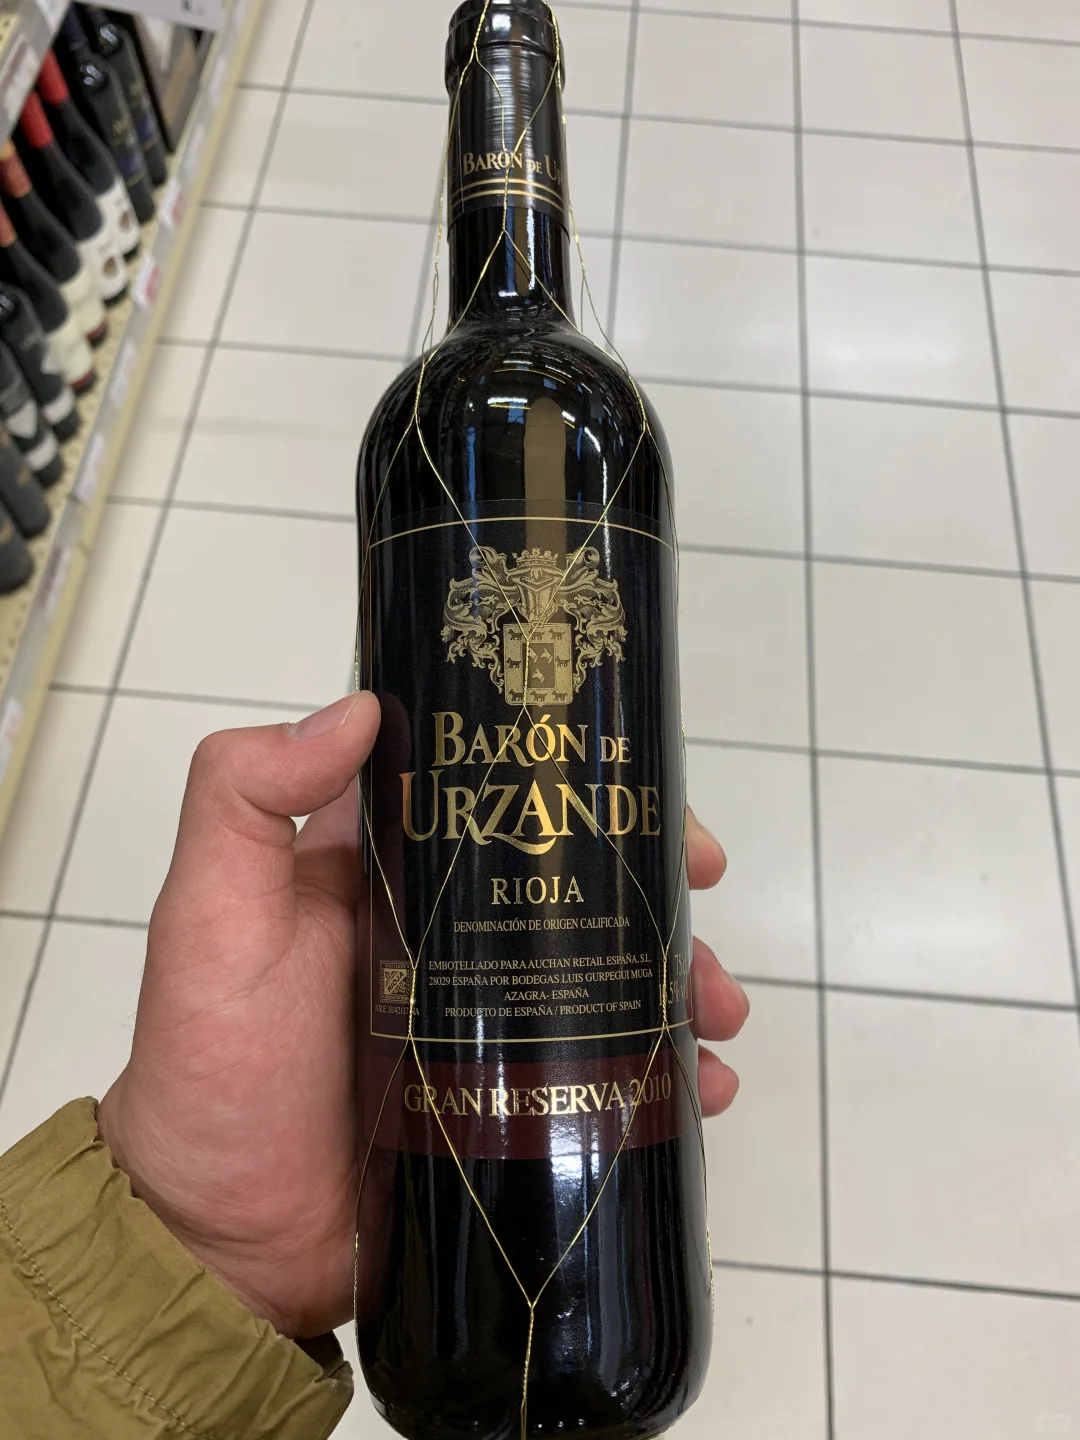 BARÓN DE
BARÓN DE
URZANDE
RIOJA
DENOMINACIÓN DE ORIGEN CALIFICADA
EMBOTELLADO PARA AUCHAN RETAIL ESPAÑA, S.L.
28029 ESPAÑA POR BODEGAS LUIS GURPEGUI MUGA
AZAGRA- ESPAÑA
PRODUCTO DE ESPAÑA / PRODUCT OF SPAIN
GRAN RESERVA 2010